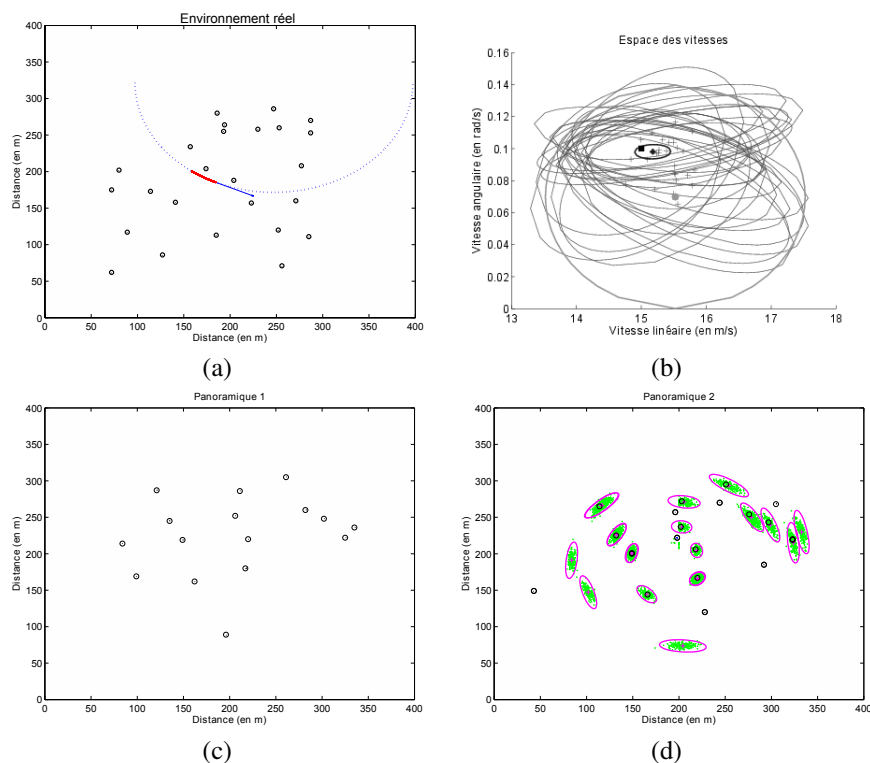 Environnement réel
400
350
300
250
200
150
100
50
0
Distance (en m)
0 50 100 150 200 250 300 350 400
Distance (en m)
(a)
Espace des vitesses
0.16
0.14
0.12
0.1
0.08
0.06
0.04
0.02
0
Vitesse angulaire (en rad/s)
13 14 15 16 17 18
Vitesse linéaire (en m/s)
(b)
Panoramique 1
400
350
300
250
200
150
100
50
0
Distance (en m)
0 50 100 150 200 250 300 350 400
Distance (en m)
(c)
Panoramique 2
400
350
300
250
200
150
100
50
0
Distance (en m)
0 50 100 150 200 250 300 350 400
Distance (en m)
(d)